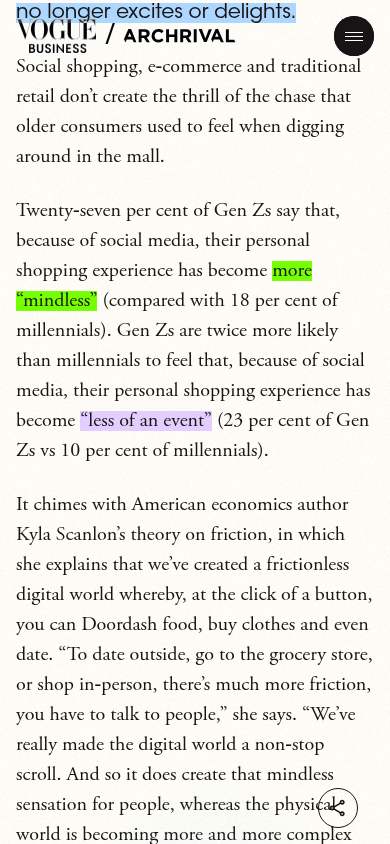 no longer excites or delights.
VOGUE
BUSINESS / ARCHRIVAL
Social shopping, e-commerce and traditional
retail don’t create the thrill of the chase that
older consumers used to feel when digging
around in the mall.
Twenty-seven per cent of Gen Zs say that,
because of social media, their personal
shopping experience has become more
“mindless” (compared with 18 per cent of
millennials). Gen Zs are twice more likely
than millennials to feel that, because of social
media, their personal shopping experience has
become “less of an event” (23 per cent of Gen
Zs vs 10 per cent of millennials).
It chimes with American economics author
Kyla Scanlon’s theory on friction, in which
she explains that we’ve created a frictionless
digital world whereby, at the click of a button,
you can Doordash food, buy clothes and even
date. “To date outside, go to the grocery store,
or shop in-person, there’s much more friction,
you have to talk to people,” she says. “We’ve
really made the digital world a non-stop
scroll. And so it does create that mindless
sensation for people, whereas the physical
world is becoming more and more complex